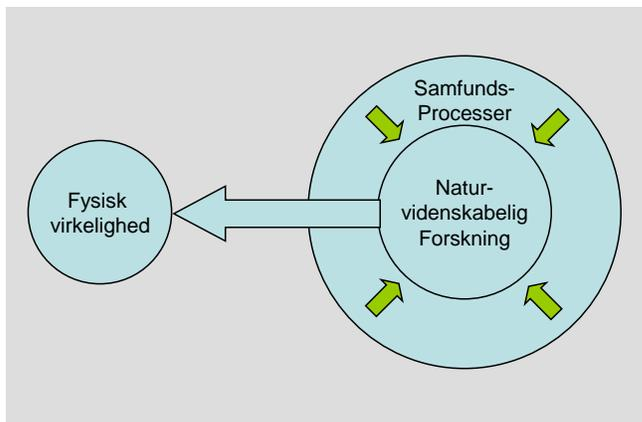 Fysisk
virkelighed
Samfunds-
Processer
Natur-
videnskabelig
Forskning